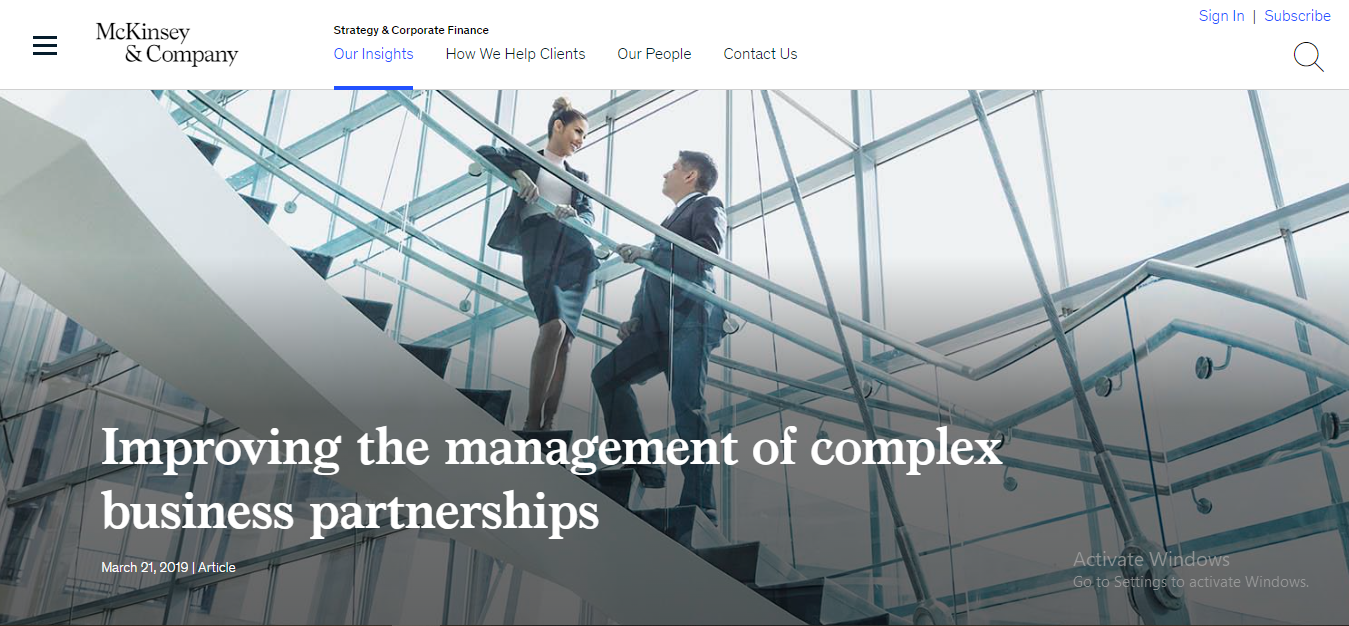 Sign In | Subscribe
McKinsey
& Company
Strategy & Corporate Finance
Our Insights How We Help Clients Our People Contact Us
Improving the management of complex
business partnerships
March 21, 2019 | Article
Activate Windows
Go to Settings to activate Windows.